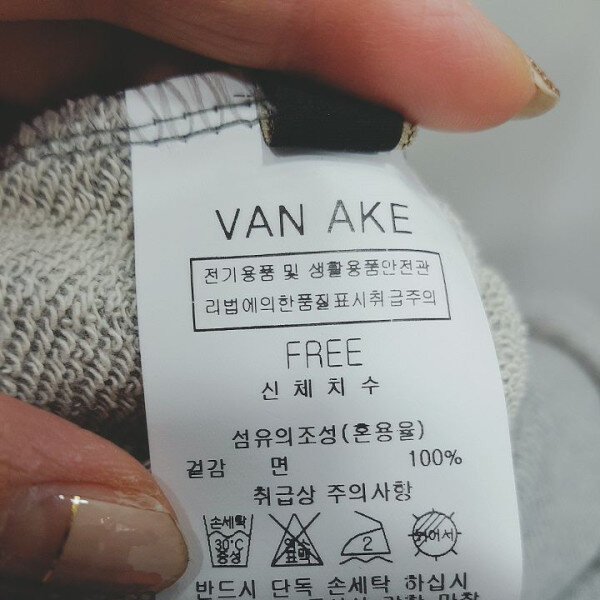 VAN AKE
전기용품 및 생활용품안전관
리법에의한품질표시취급주의
FREE
신체치수
섬유의조성(혼용율)
겉감 면 100%
취급상 주의사항
손세탁
30°C
중성
2
반드시 단독 손세탁 하십시